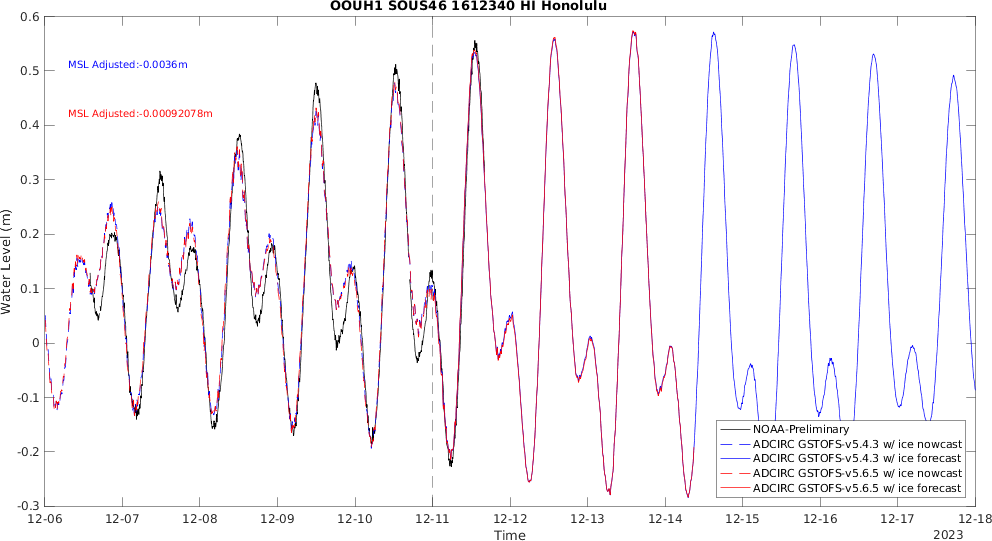 OOUH1 SOUS46 1612340 HI Honolulu
0.6
0.5
0.4
0.3
0.2
0.1
0
-0.1
-0.2
-0.3
Water Level (m)
MSL Adjusted:-0.0036m
MSL Adjusted:-0.00092078m
NOAA-Preliminary
ADCIRC GSTOFS-v5.4.3 w/ ice nowcast
ADCIRC GSTOFS-v5.4.3 w/ ice forecast
ADCIRC GSTOFS-v5.6.5 w/ ice nowcast
ADCIRC GSTOFS-v5.6.5 w/ ice forecast
12-06 12-07 12-08 12-09 12-10 12-11 12-12 12-13 12-14 12-15 12-16 12-17 12-18
Time
2023